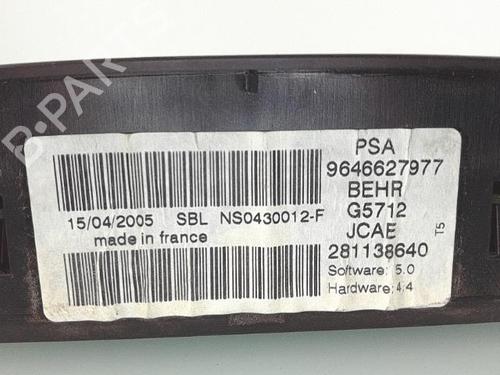 B-PARTS
PSA
9646627977
BEHR
G5712
JCAE
281138640
Software: 5.0
Hardware: 4.4
T5
15/04/2005 SBL NS0430012-F
made in france